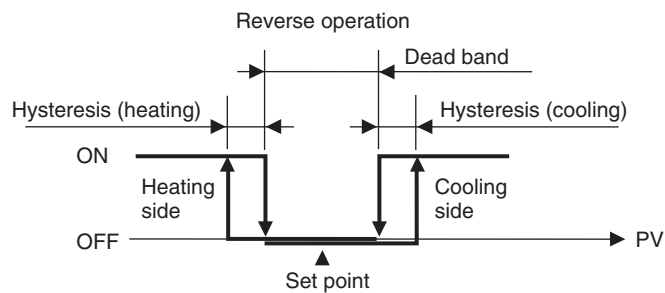 Reverse operation
Dead band
Hysteresis (heating)
Hysteresis (cooling)
ON
Heating
side
Cooling
side
OFF
PV
Set point